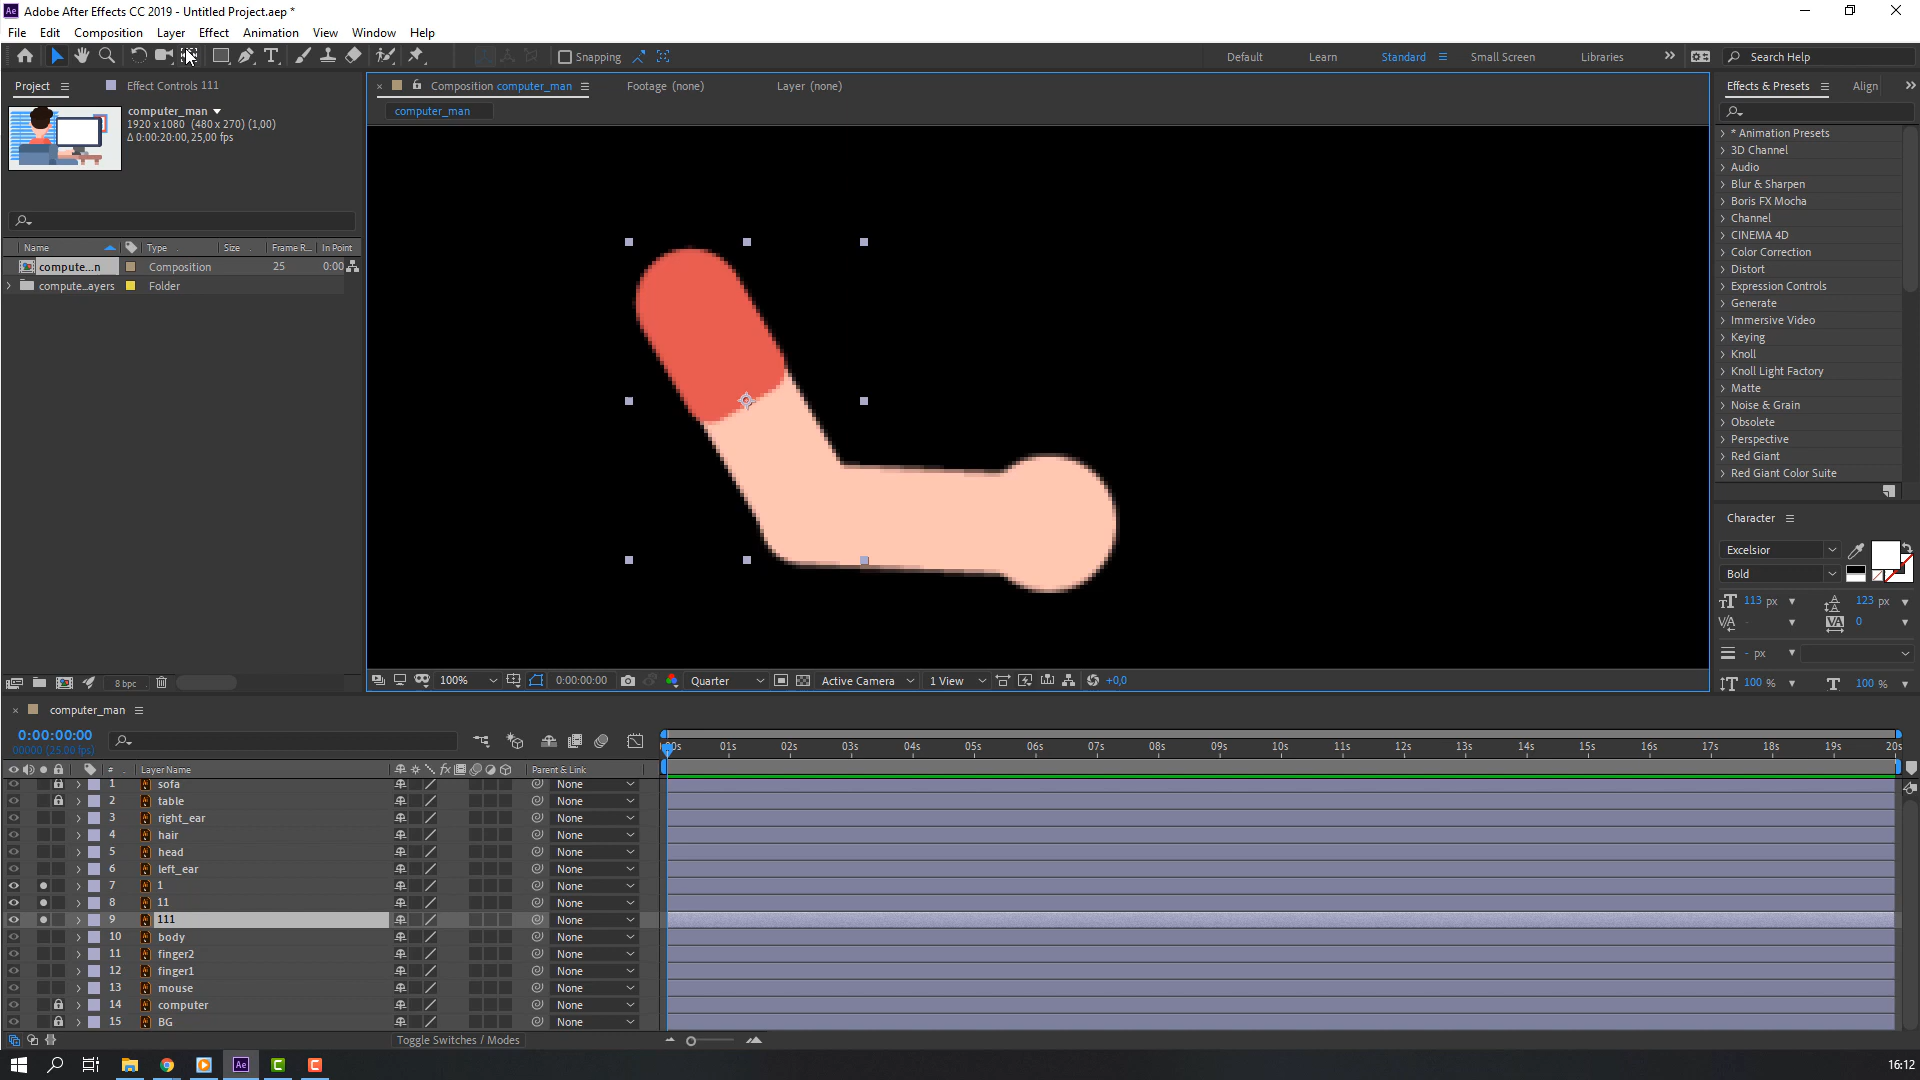 Ae Adobe After Effects CC 2019 - Untitled Project.aep *
File Edit Composition Layer Effect Animation View Window Help
Snapping
Default Learn Standard Small Screen Libraries » Search Help
Project Effect Controls 111
computer_man
1920 x 1080 (480 x 270) (1,00)
Δ 0:00:20:00, 25,00 fps
Composition computer_man Footage (none) Layer (none)
computer_man
Effects & Presets Align »
* Animation Presets
3D Channel
Audio
Blur & Sharpen
Boris FX Mocha
Channel
CINEMA 4D
Color Correction
Distort
Expression Controls
Generate
Immersive Video
Keying
Knoll
Knoll Light Factory
Matte
Noise & Grain
Obsolete
Perspective
Red Giant
Red Giant Color Suite
Name Type Size Frame R... In Point
compute...n Composition 25 0:00
compute...ayers Folder
Character
Excelsior
Bold
113 px 123 px
- 0
- px
100 % 100 %
8 bpc
100% 0:00:00:00 Quarter Active Camera 1 View +0,0
computer_man
0:00:00:00
00000 (25.00 fps)
00s 01s 02s 03s 04s 05s 06s 07s 08s 09s 10s 11s 12s 13s 14s 15s 16s 17s 18s 19s 20s
# Layer Name fx Parent & Link
1 sofa None
2 table None
3 right_ear None
4 hair None
5 head None
6 left_ear None
7 1 None
8 11 None
9 111 None
10 body None
11 finger2 None
12 finger1 None
13 mouse None
14 computer None
15 BG None
Toggle Switches / Modes
Ae C C 16:12